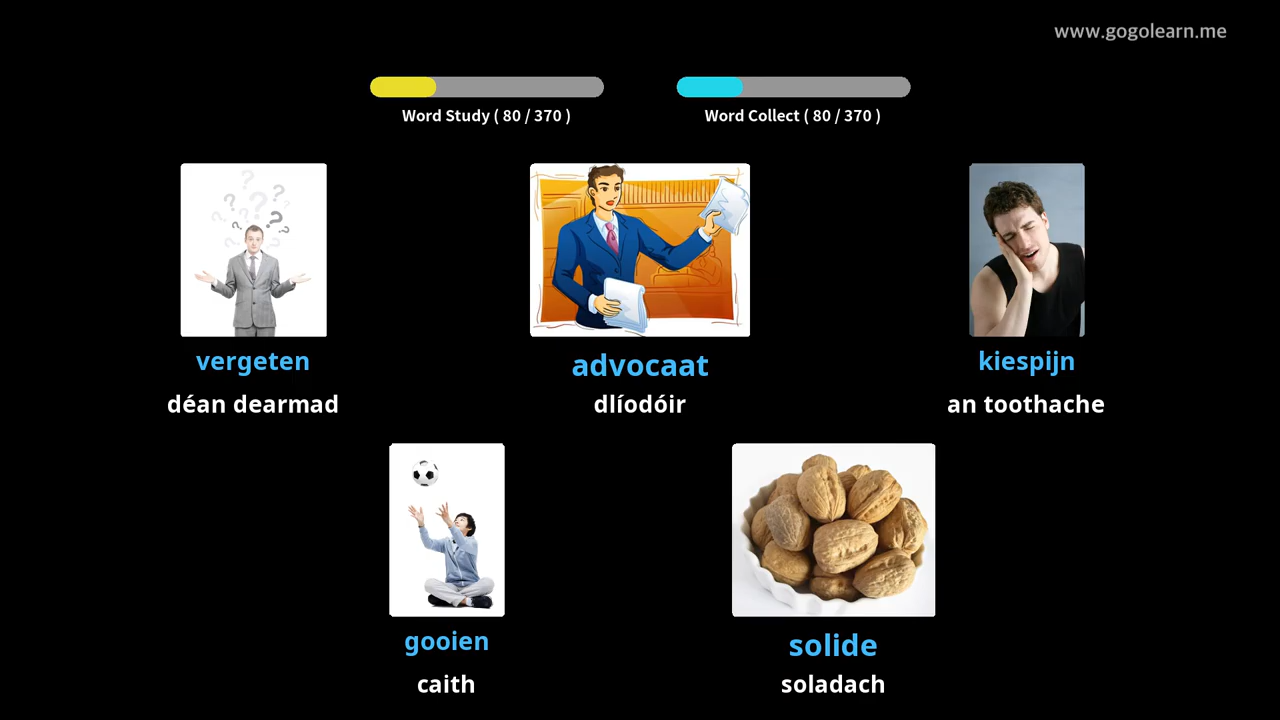 www.gogolearn.me
Word Study ( 80 / 370 )
Word Collect ( 80 / 370 )
vergeten
déan dearmad
advocaat
dlíodóir
kiespijn
an toothache
gooien
caith
solide
soladach